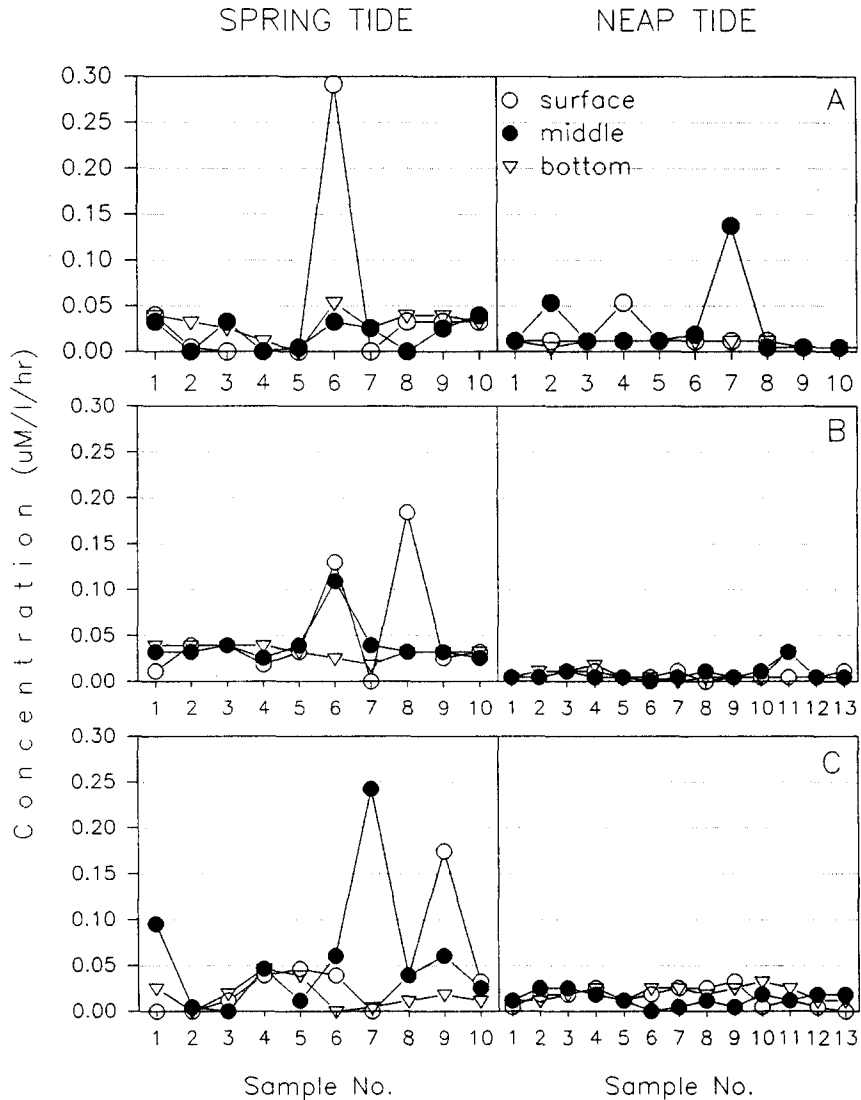 SPRING TIDE NEAP TIDE
0.30
0.25
0.20
0.15
0.10
0.05
0.00
surface
middle
bottom
A
1 2 3 4 5 6 7 8 9 10 1 2 3 4 5 6 7 8 9 10
0.30
0.25
0.20
0.15
0.10
0.05
0.00
B
1 2 3 4 5 6 7 8 9 10 1 2 3 4 5 6 7 8 9 10 11 12 13
0.30
0.25
0.20
0.15
0.10
0.05
0.00
C
1 2 3 4 5 6 7 8 9 10 1 2 3 4 5 6 7 8 9 10 11 12 13
Concentration (uM/l/hr)
Sample No. Sample No.